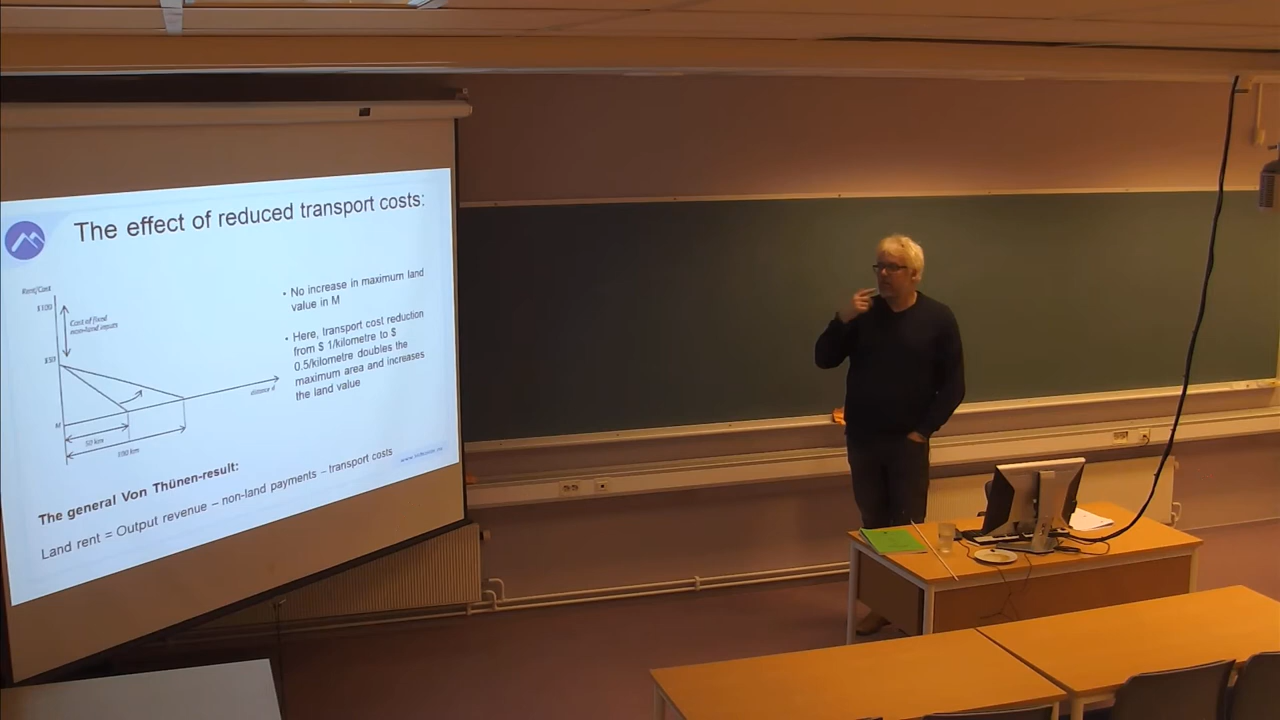 The effect of reduced transport costs:
Rent/Cost
$100
Cost of fixed
non-land inputs
$50
M
50 km
100 km
distance d
• No increase in maximum land
value in M
• Here, transport cost reduction
from $ 1/kilometre to $
0.5/kilometre doubles the
maximum area and increases
the land value
The general Von Thünen-result:
Land rent = Output revenue – non-land payments – transport costs